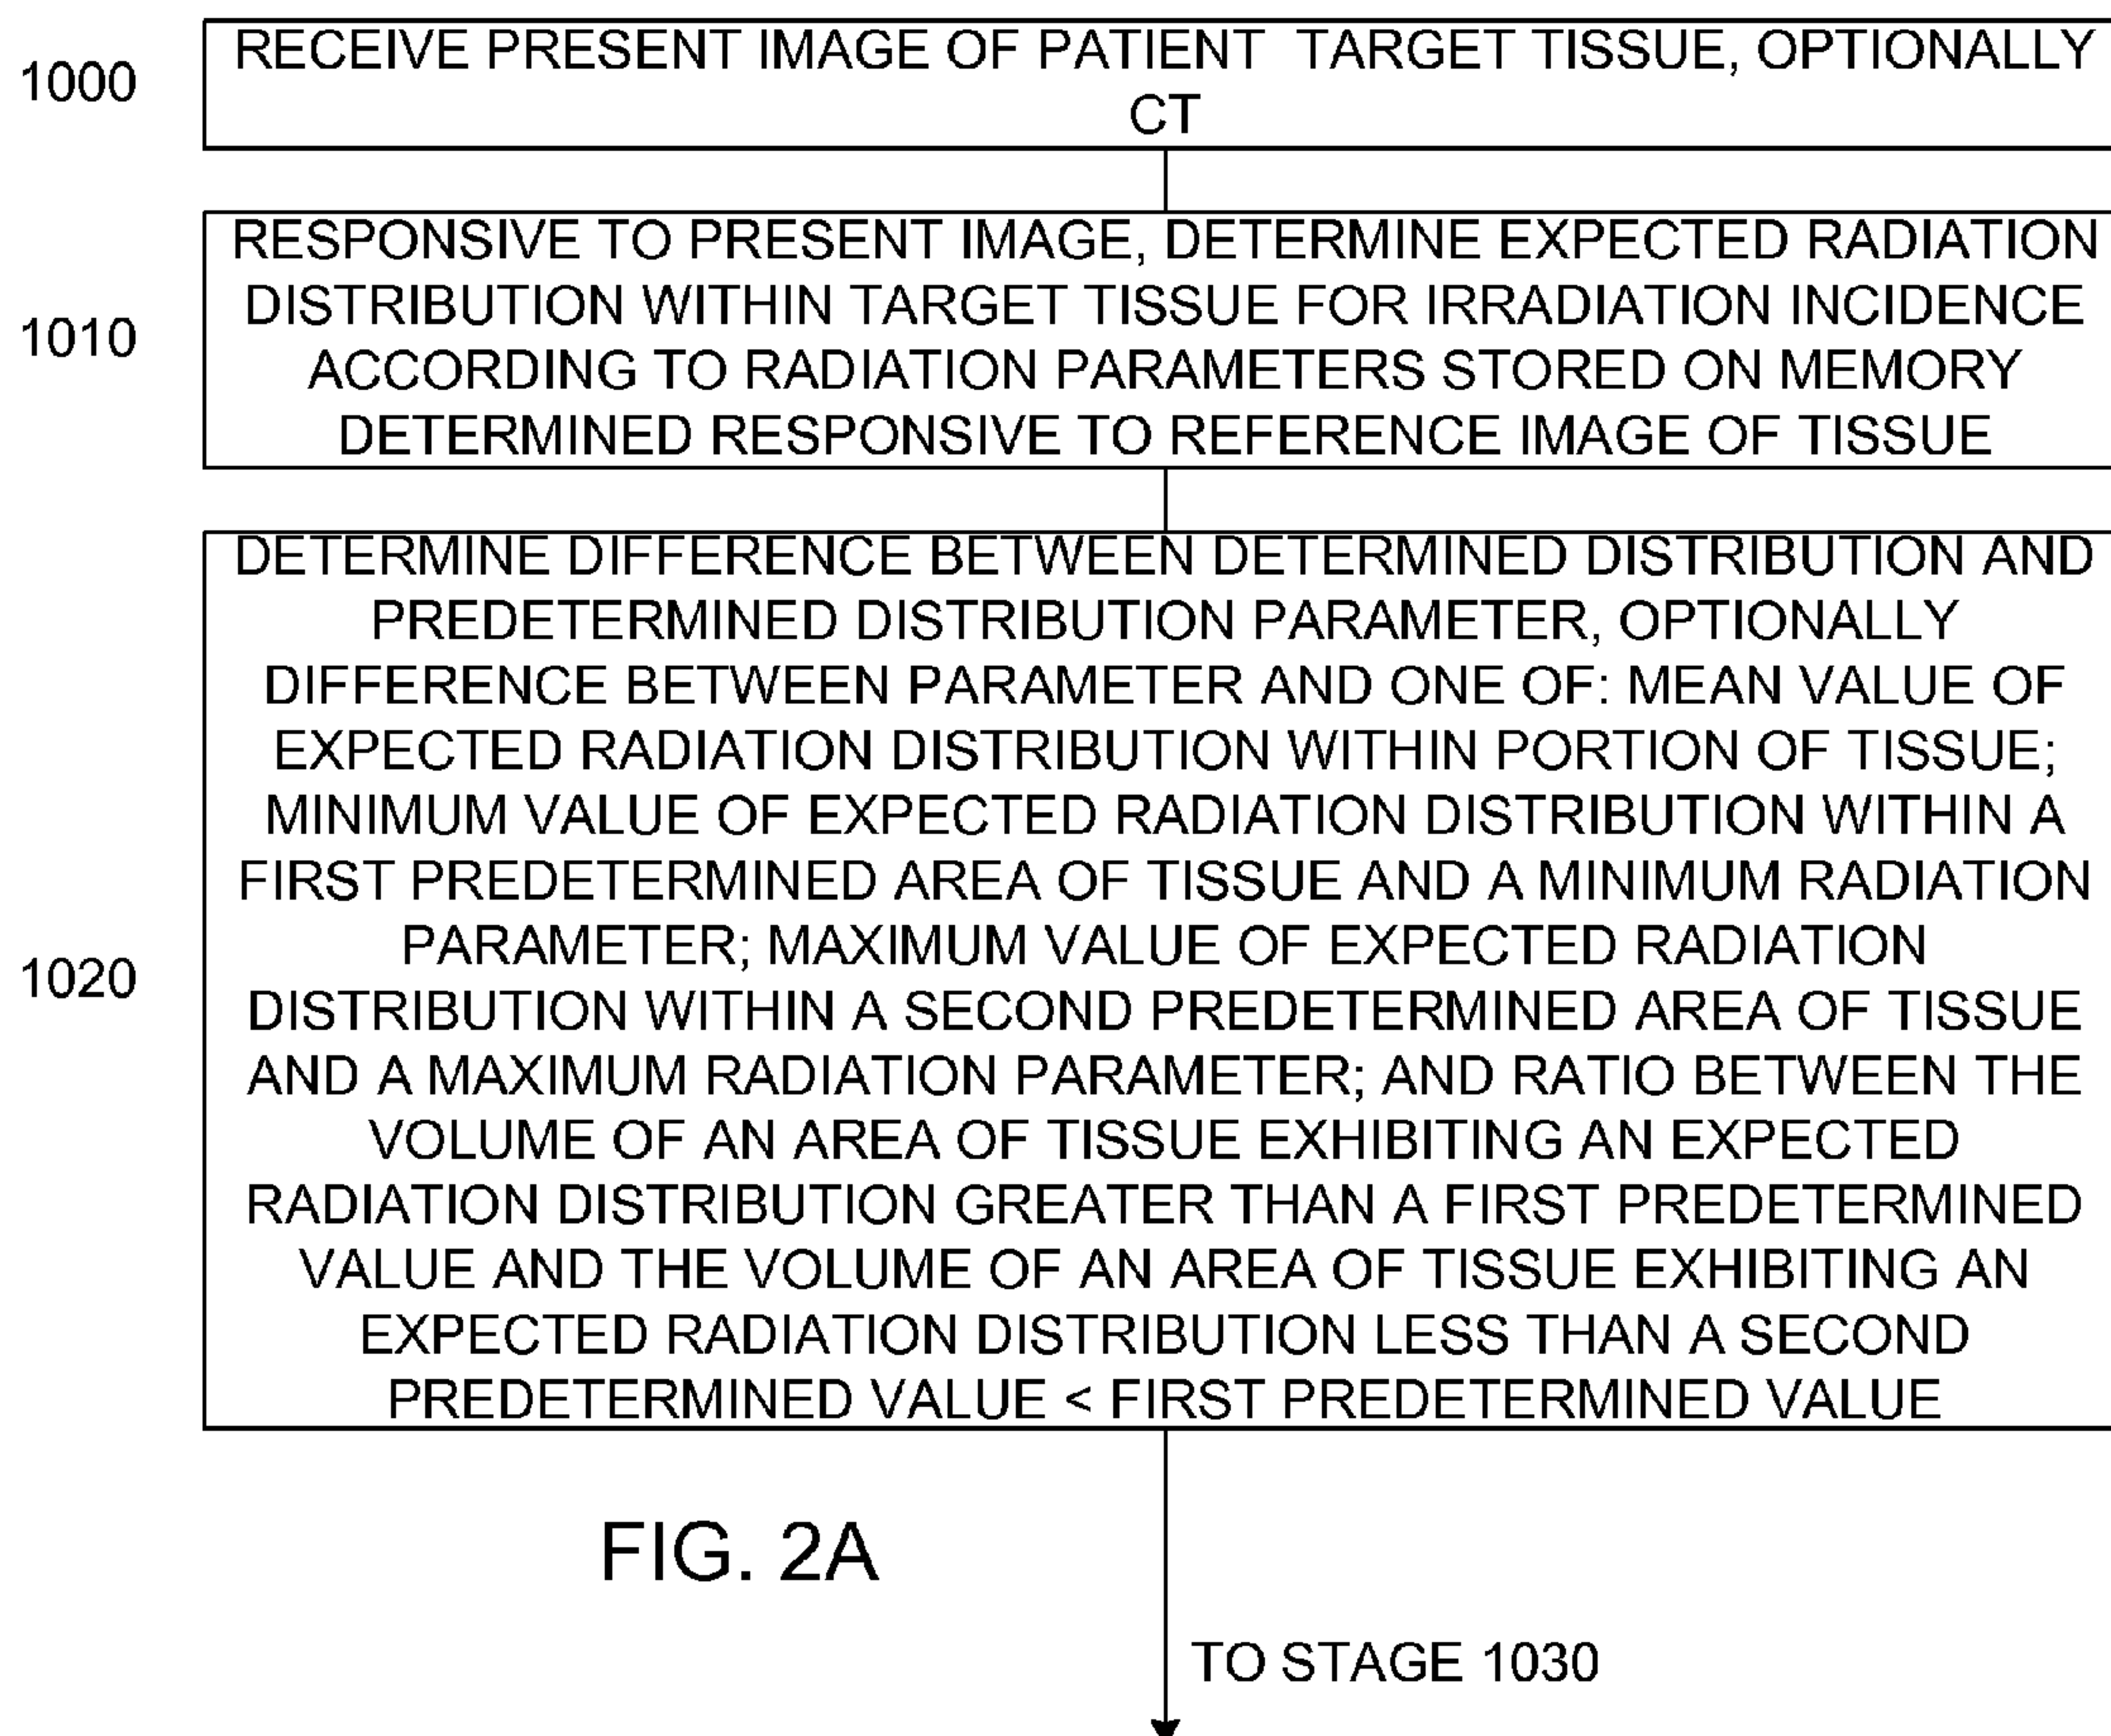 1000
RECEIVE PRESENT IMAGE OF PATIENT TARGET TISSUE, OPTIONALLY
CT
1010
RESPONSIVE TO PRESENT IMAGE, DETERMINE EXPECTED RADIATION
DISTRIBUTION WITHIN TARGET TISSUE FOR IRRADIATION INCIDENCE
ACCORDING TO RADIATION PARAMETERS STORED ON MEMORY
DETERMINED RESPONSIVE TO REFERENCE IMAGE OF TISSUE
1020
DETERMINE DIFFERENCE BETWEEN DETERMINED DISTRIBUTION AND
PREDETERMINED DISTRIBUTION PARAMETER, OPTIONALLY
DIFFERENCE BETWEEN PARAMETER AND ONE OF: MEAN VALUE OF
EXPECTED RADIATION DISTRIBUTION WITHIN PORTION OF TISSUE;
MINIMUM VALUE OF EXPECTED RADIATION DISTRIBUTION WITHIN A
FIRST PREDETERMINED AREA OF TISSUE AND A MINIMUM RADIATION
PARAMETER; MAXIMUM VALUE OF EXPECTED RADIATION
DISTRIBUTION WITHIN A SECOND PREDETERMINED AREA OF TISSUE
AND A MAXIMUM RADIATION PARAMETER; AND RATIO BETWEEN THE
VOLUME OF AN AREA OF TISSUE EXHIBITING AN EXPECTED
RADIATION DISTRIBUTION GREATER THAN A FIRST PREDETERMINED
VALUE AND THE VOLUME OF AN AREA OF TISSUE EXHIBITING AN
EXPECTED RADIATION DISTRIBUTION LESS THAN A SECOND
PREDETERMINED VALUE < FIRST PREDETERMINED VALUE
FIG. 2A
TO STAGE 1030